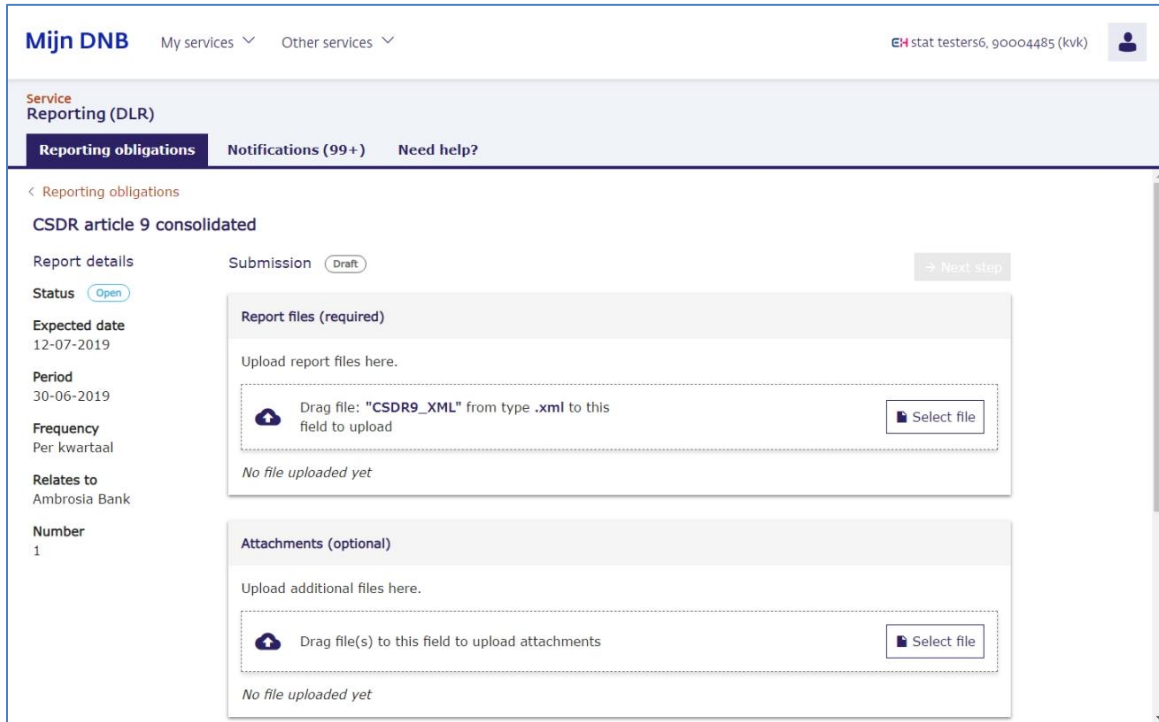 Mijn DNB My services Other services EH stat testers6, 90004485 (kvk)
Service
Reporting (DLR)
Reporting obligations Notifications (99+) Need help?
< Reporting obligations
CSDR article 9 consolidated
Report details
Status Open
Expected date
12-07-2019
Period
30-06-2019
Frequency
Per kwartaal
Relates to
Ambrosia Bank
Number
1
Submission Draft
→ Next step
Report files (required)
Upload report files here.
Drag file: "CSDR9_XML" from type .xml to this
field to upload
Select file
No file uploaded yet
Attachments (optional)
Upload additional files here.
Drag file(s) to this field to upload attachments
Select file
No file uploaded yet